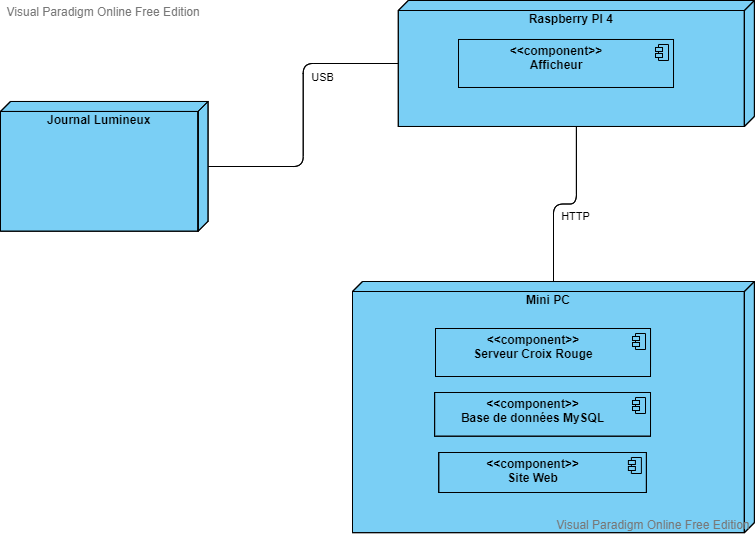 Visual Paradigm Online Free Edition
Raspberry PI 4
<<component>>
Afficheur
USB
Journal Lumineux
HTTP
Mini PC
<<component>>
Serveur Croix Rouge
<<component>>
Base de données MySQL
<<component>>
Site Web
Visual Paradigm Online Free Edition